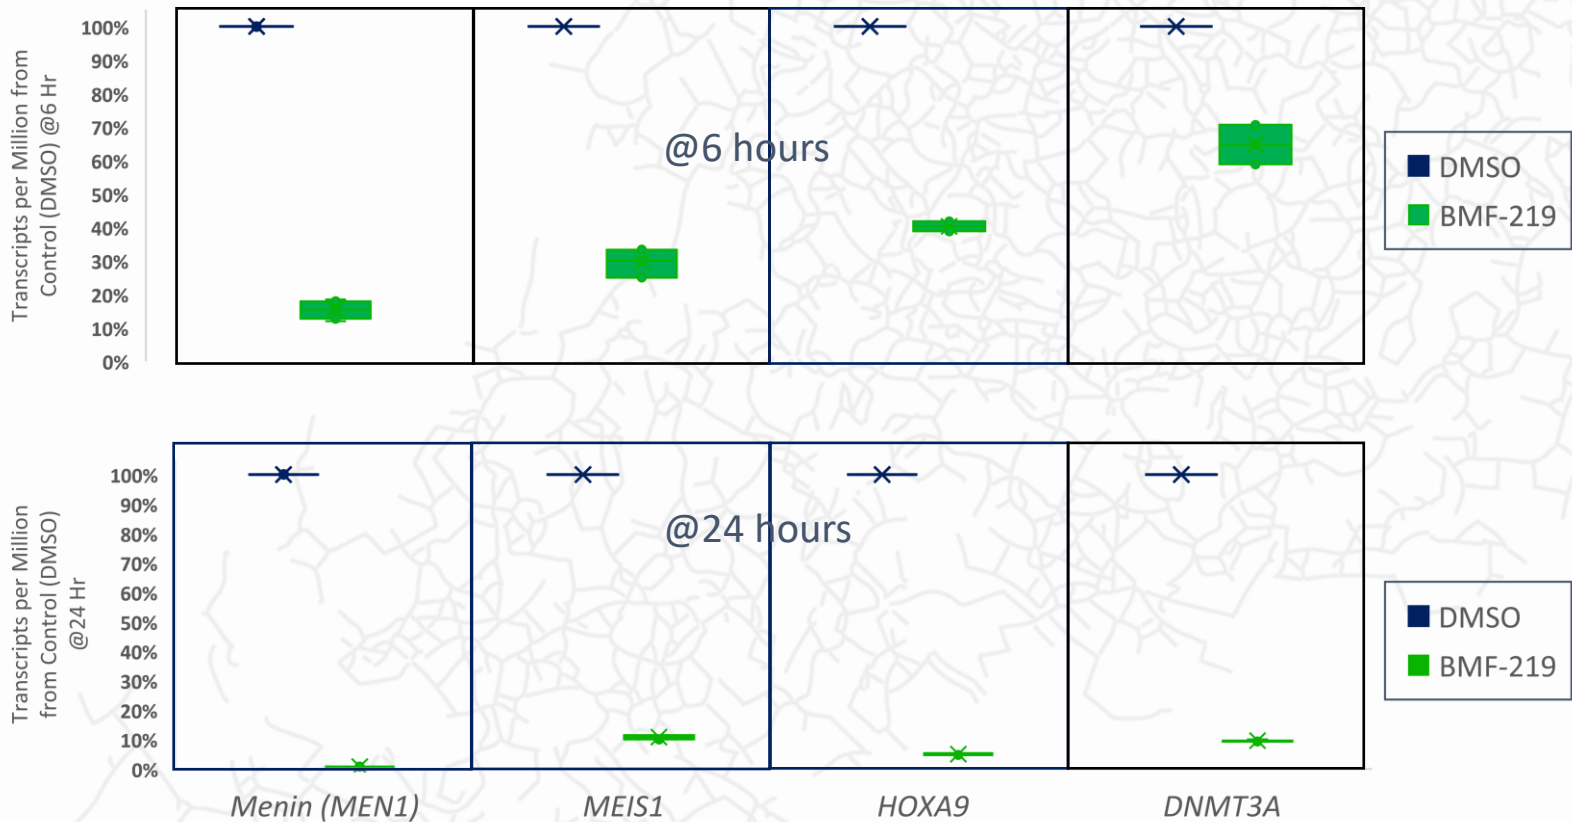 Transcripts per Million from
Control (DMSO) @6 Hr
100%
90%
80%
70%
60%
50%
40%
30%
20%
10%
0%
@6 hours
DMSO
BMF-219
Transcripts per Million
from Control (DMSO)
@24 Hr
100%
90%
80%
70%
60%
50%
40%
30%
20%
10%
0%
@24 hours
DMSO
BMF-219
Menin (MEN1)
MEIS1
HOXA9
DNMT3A